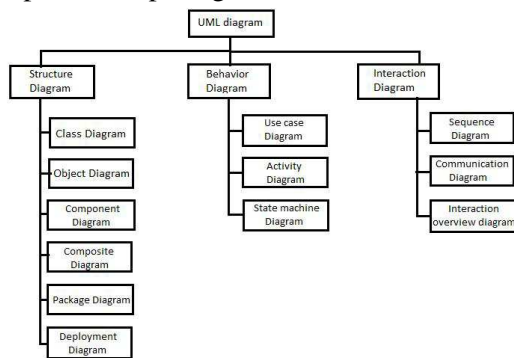 UML diagram
Structure
Diagram
Behavior
Diagram
Interaction
Diagram
Class Diagram
Object Diagram
Component
Diagram
Composite
Diagram
Package Diagram
Deployment
Diagram
Use case
Diagram
Activity
Diagram
State machine
Diagram
Sequence
Diagram
Communication
Diagram
Interaction
overview diagram